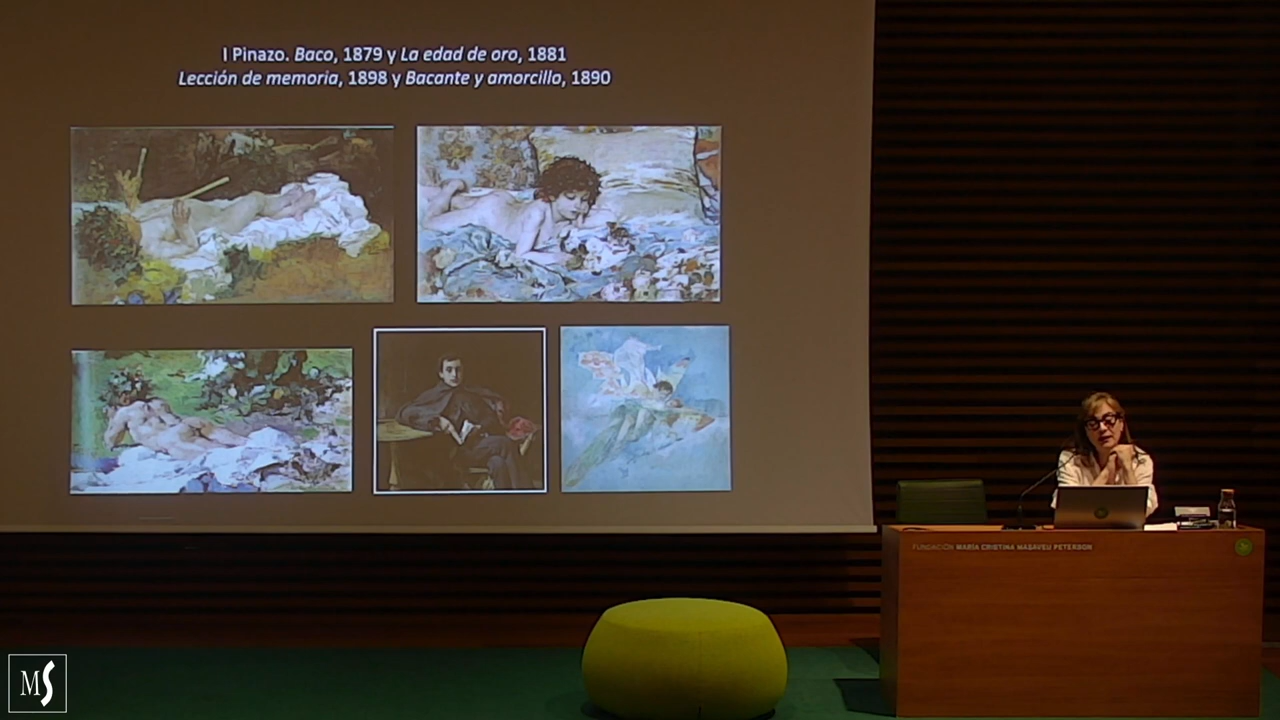 I Pinazo. Baco, 1879 y La edad de oro, 1881
Lección de memoria, 1898 y Bacante y amorcillo, 1890
FUNDACIÓN MARÍA CRISTINA MASAVEU PETERSON
MS